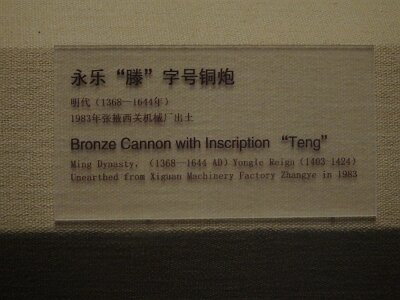 永乐“滕”字号铜炮
明代（1368—1644年）
1983年张掖西关机械厂出土
Bronze Cannon with Inscription “Teng”
Ming Dynasty, （1368—1644 AD）Yongle Reign (1403 1424)
Unearthed from Xiguan Machinery Factory Zhangye in 1983